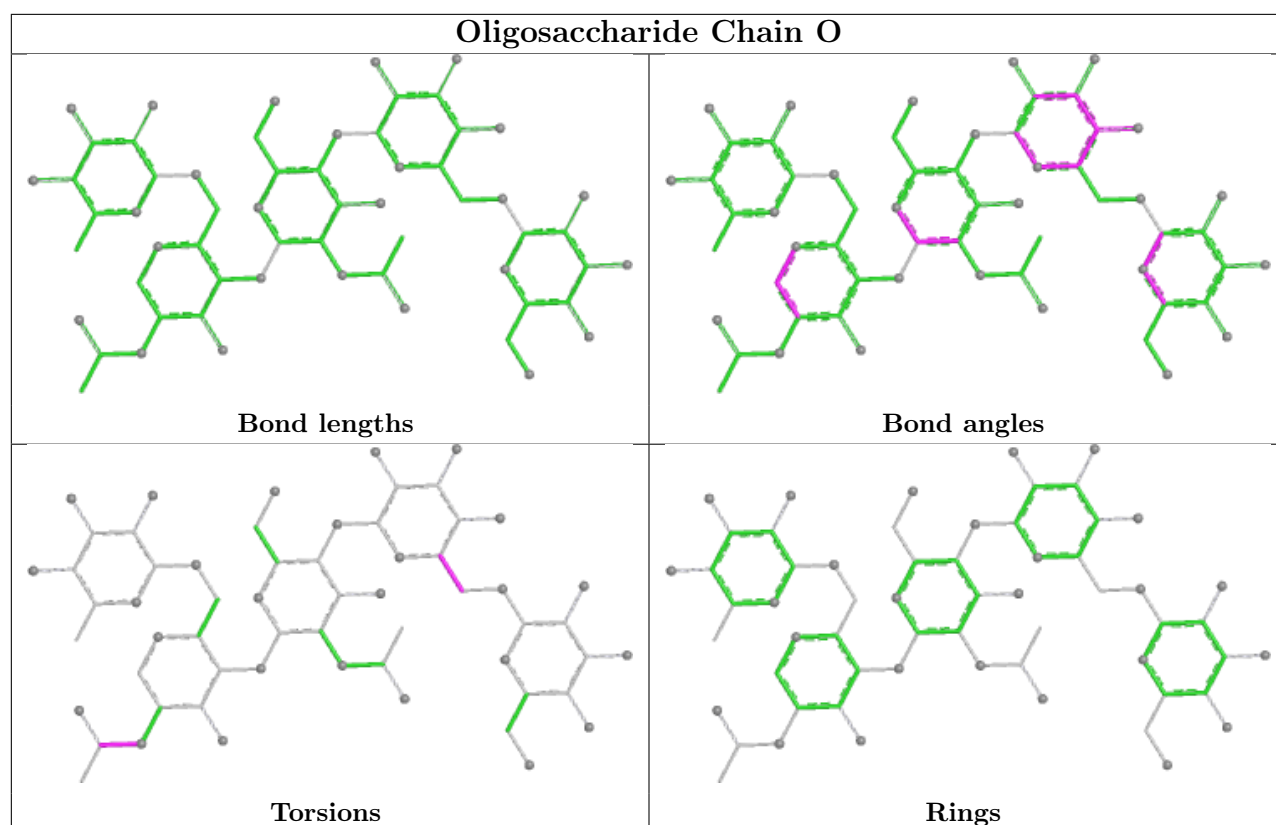 Oligosaccharide Chain O
Bond lengths
Bond angles
Torsions
Rings